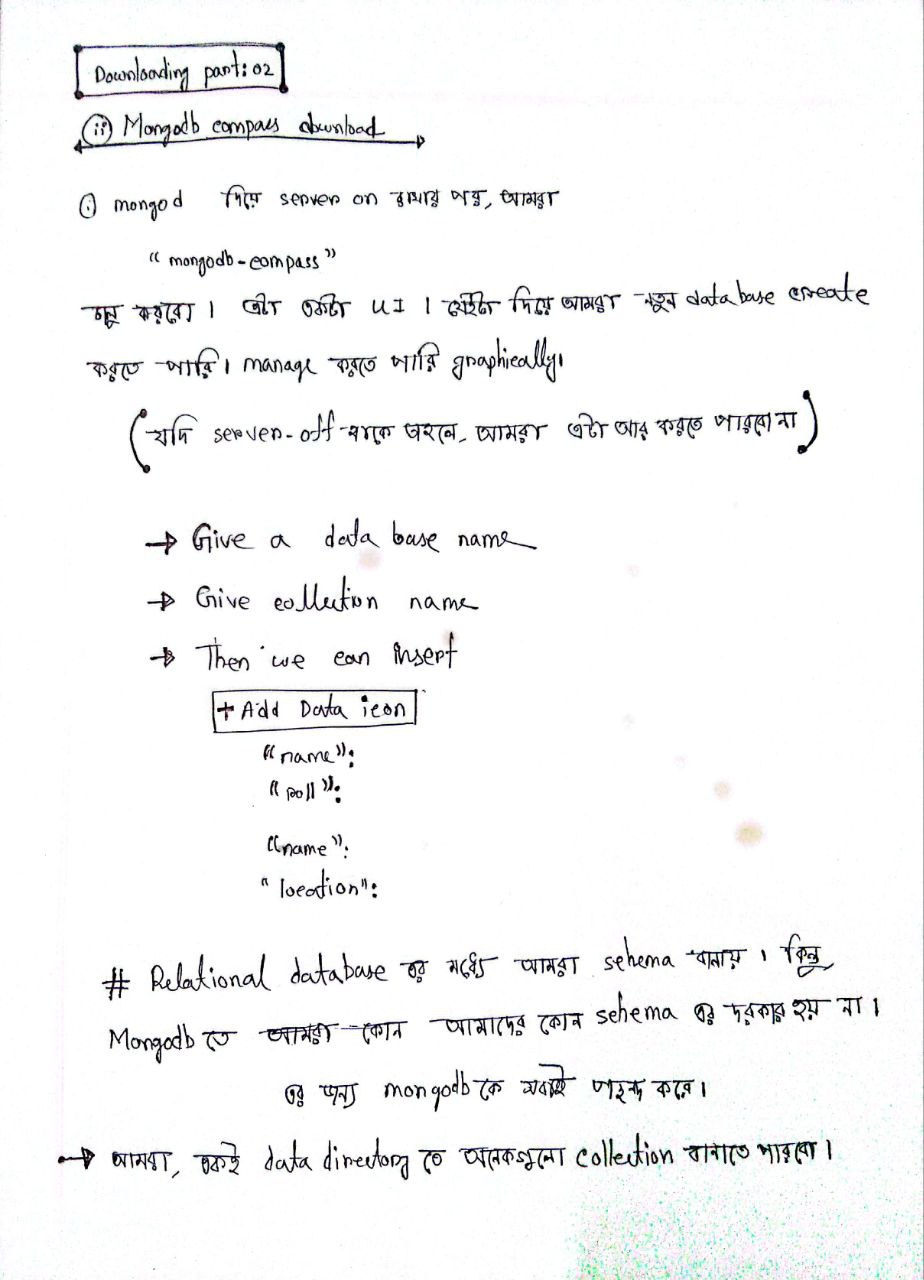 Downloading part: 02
(ii) Mongodb compass download
(i) mongod দিয়ে server on রাখার পর, আমরা
"mongodb-compass"
চালু করবো। এটা একটা UI। যেইটা দিয়ে আমরা নতুন database create
করতে পারি। manage করতে পারি graphically।
(যদি server-off থাকে তাহলে, আমরা এটা আর করতে পারবো না)
→ Give a data base name
→ Give collection name
→ Then we can insert
+ Add Data icon
"name":
"roll":
"name":
"location":
# Relational database এর মধ্যে আমরা schema বানায়। কিন্তু
Mongodb তে আমরা কোন আমাদের কোন schema এর দরকার হয় না।
এর জন্য mongodb কে সবাই পছন্দ করে।
→ আমরা, একই data directory তে অনেকগুলো collection বানাতে পারবো।